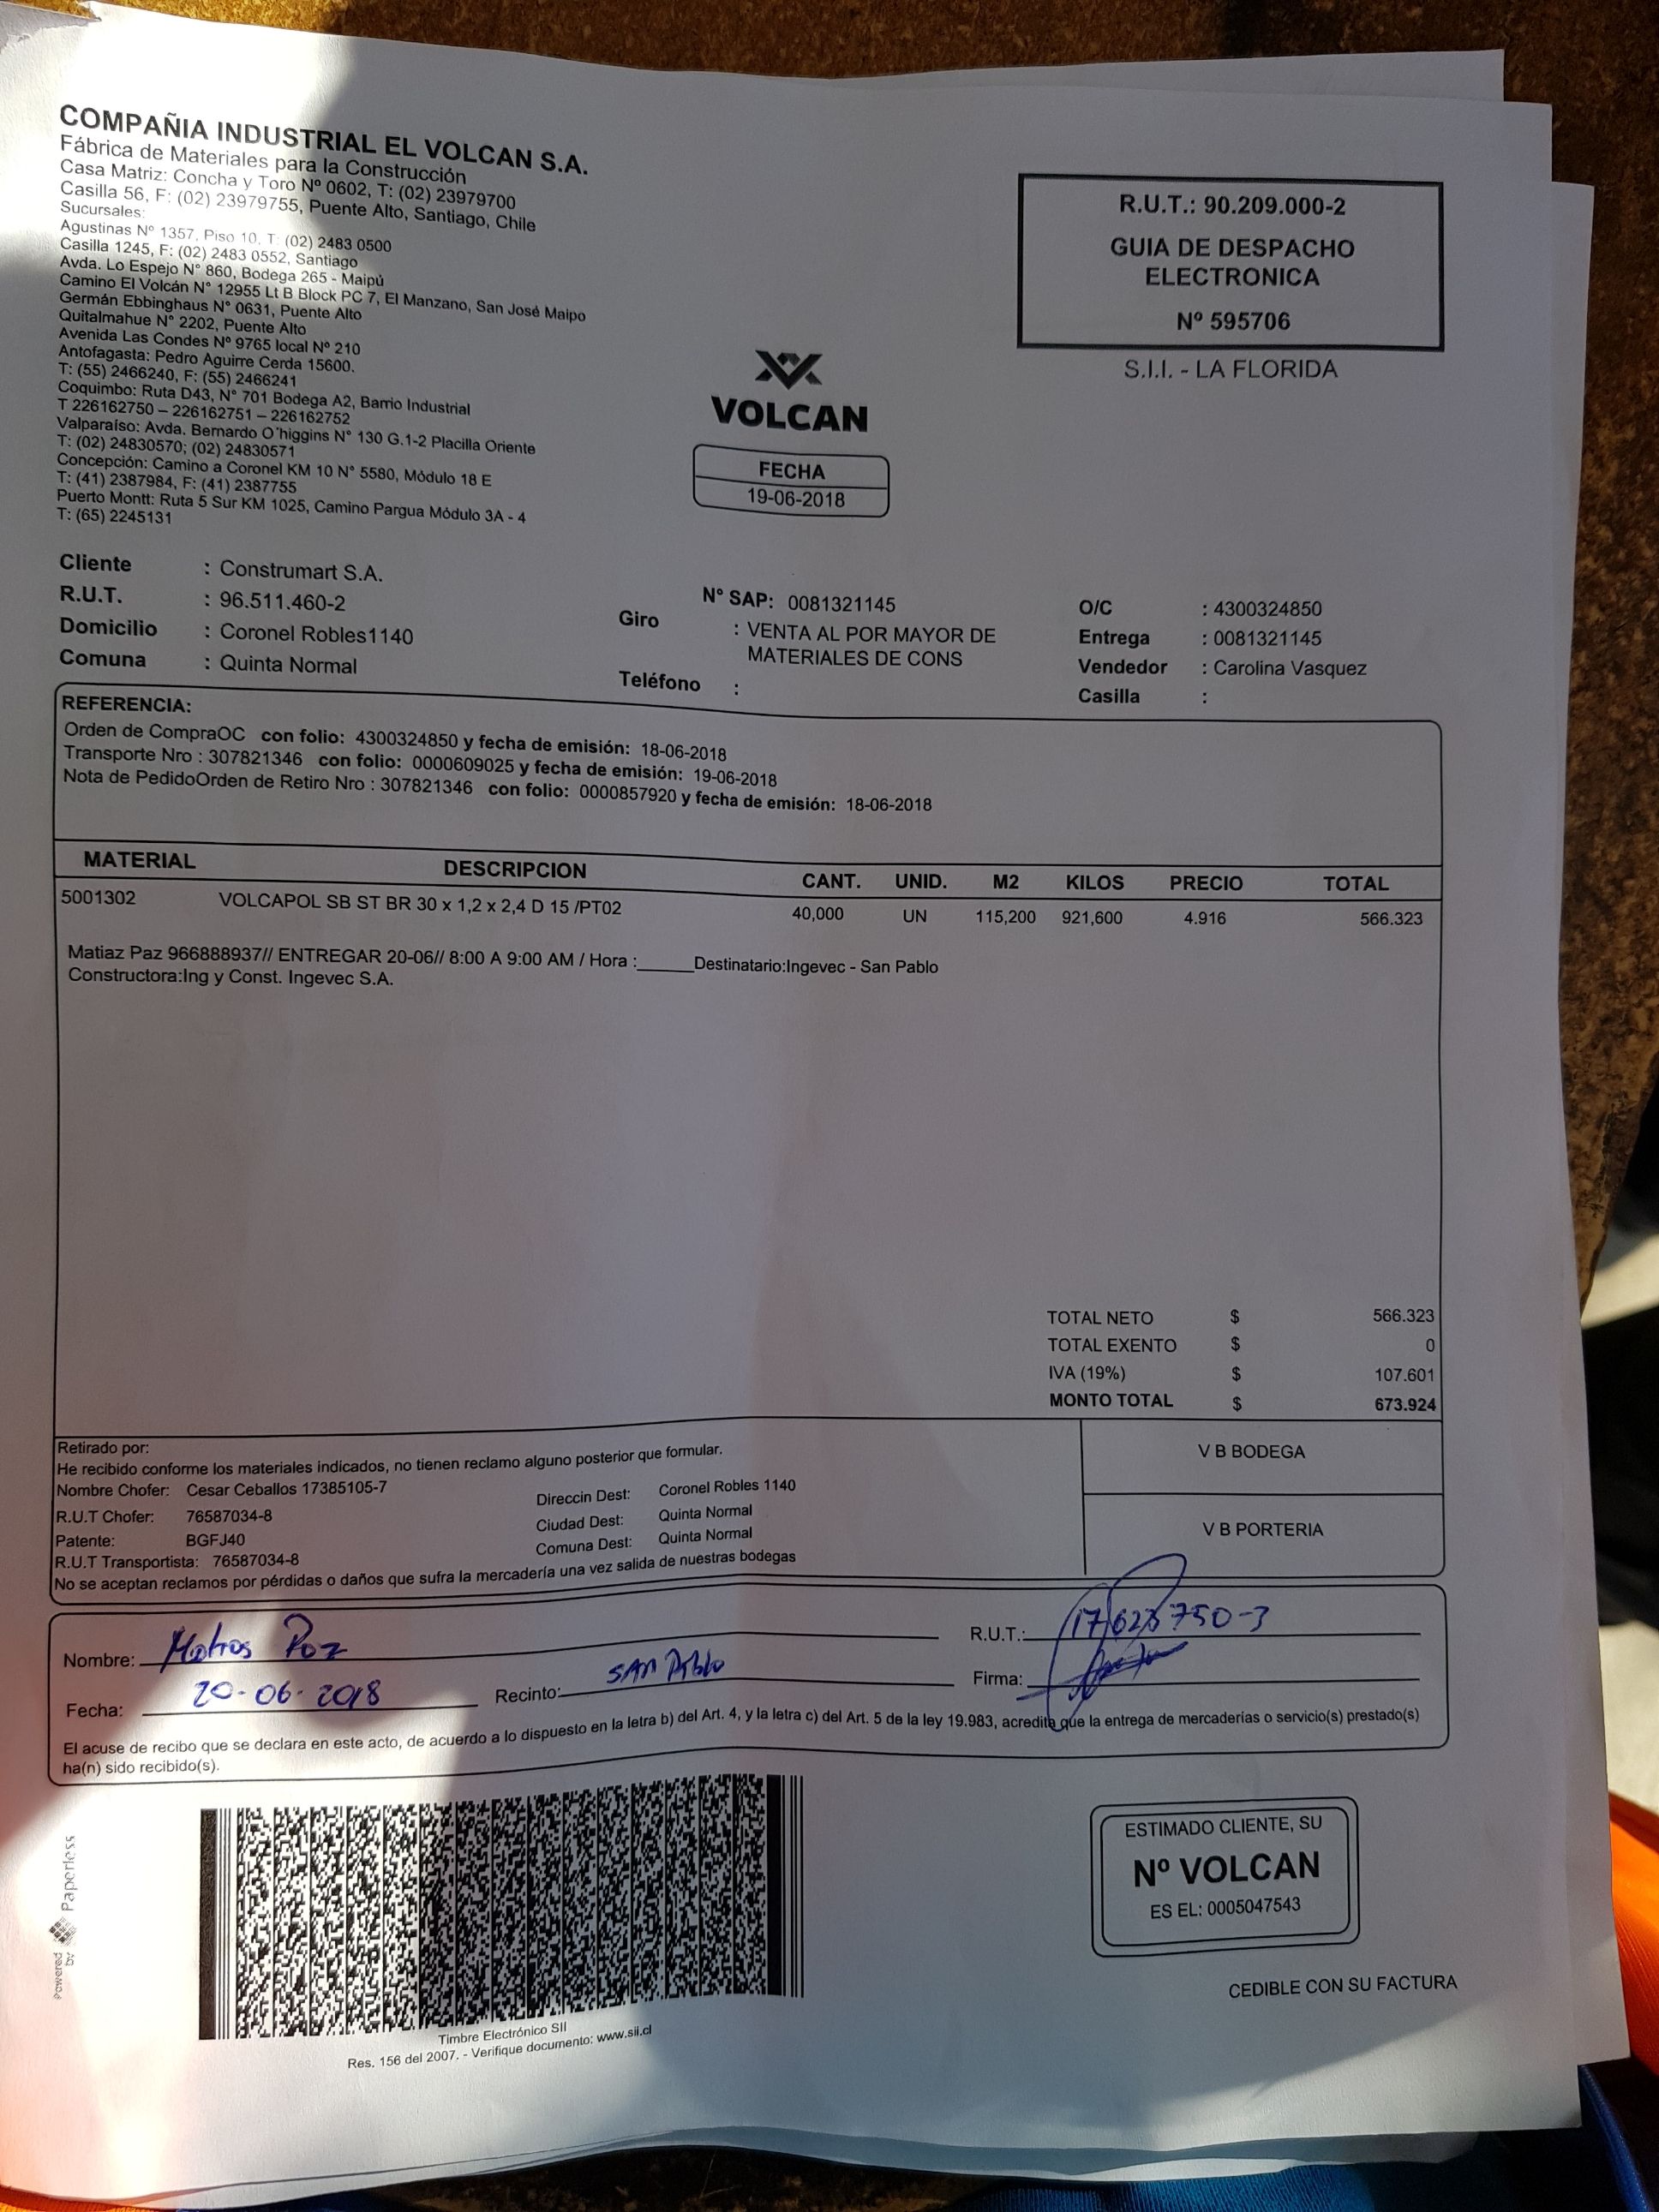 COMPAÑIA INDUSTRIAL EL VOLCAN S.A.
Fábrica de Materiales para la Construcción
Casa Matriz: Concha y Toro Nº 0602, T: (02) 23979700
Casilla 56, F: (02) 23979755, Puente Alto, Santiago, Chile
Sucursales:
Agustinas Nº 1357, Piso 10, T: (02) 2483 0500
Casilla 1245, F: (02) 2483 0552, Santiago
Avda. Lo Espejo N° 860, Bodega 265 - Maipú
Camino El Volcán N° 12955 Lt B Block PC 7, El Manzano, San José Maipo
Germán Ebbinghaus N° 0631, Puente Alto
Quitalmahue N° 2202, Puente Alto
Avenida Las Condes Nº 9765 local Nº 210
Antofagasta: Pedro Aguirre Cerda 15600.
T: (55) 2466240, F: (55) 2466241
Coquimbo: Ruta D43, N° 701 Bodega A2, Barrio Industrial
T 226162750 – 226162751 – 226162752
Valparaíso: Avda. Bernardo O´higgins N° 130 G.1-2 Placilla Oriente
T: (02) 24830570; (02) 24830571
Concepción: Camino a Coronel KM 10 N° 5580, Módulo 18 E
T: (41) 2387984, F: (41) 2387755
Puerto Montt: Ruta 5 Sur KM 1025, Camino Pargua Módulo 3A - 4
T: (65) 2245131
VOLCAN
FECHA
19-06-2018
R.U.T.: 90.209.000-2
GUIA DE DESPACHO
ELECTRONICA
Nº 595706
S.I.I. - LA FLORIDA
Cliente : Construmart S.A.
R.U.T. : 96.511.460-2
Domicilio : Coronel Robles1140
Comuna : Quinta Normal
N° SAP: 0081321145
Giro : VENTA AL POR MAYOR DE
MATERIALES DE CONS
Teléfono :
O/C : 4300324850
Entrega : 0081321145
Vendedor : Carolina Vasquez
Casilla :
REFERENCIA:
Orden de CompraOC con folio: 4300324850 y fecha de emisión: 18-06-2018
Transporte Nro : 307821346 con folio: 0000609025 y fecha de emisión: 19-06-2018
Nota de PedidoOrden de Retiro Nro : 307821346 con folio: 0000857920 y fecha de emisión: 18-06-2018
MATERIAL DESCRIPCION CANT. UNID. M2 KILOS PRECIO TOTAL
5001302 VOLCAPOL SB ST BR 30 x 1,2 x 2,4 D 15 /PT02 40,000 UN 115,200 921,600 4.916 566.323
Matiaz Paz 966888937// ENTREGAR 20-06// 8:00 A 9:00 AM / Hora :______Destinatario:Ingevec - San Pablo
Constructora:Ing y Const. Ingevec S.A.
TOTAL NETO $ 566.323
TOTAL EXENTO $ 0
IVA (19%) $ 107.601
MONTO TOTAL $ 673.924
Retirado por:
He recibido conforme los materiales indicados, no tienen reclamo alguno posterior que formular.
Nombre Chofer: Cesar Ceballos 17385105-7
R.U.T Chofer: 76587034-8
Patente: BGFJ40
R.U.T Transportista: 76587034-8
Direccin Dest: Coronel Robles 1140
Ciudad Dest: Quinta Normal
Comuna Dest: Quinta Normal
No se aceptan reclamos por pérdidas o daños que sufra la mercadería una vez salida de nuestras bodegas
V B BODEGA
V B PORTERIA
Nombre: Paz
R.U.T.:
Fecha: 20-06-2018
Recinto: SAN Pablo
Firma:
El acuse de recibo que se declara en este acto, de acuerdo a lo dispuesto en la letra b) del Art. 4, y la letra c) del Art. 5 de la ley 19.983, acredita que la entrega de mercaderías o servicio(s) prestado(s)
ha(n) sido recibido(s).
Powered by Paperless
Timbre Electrónico SII
Res. 156 del 2007. - Verifique documento: www.sii.cl
ESTIMADO CLIENTE, SU
Nº VOLCAN
ES EL: 0005047543
CEDIBLE CON SU FACTURA